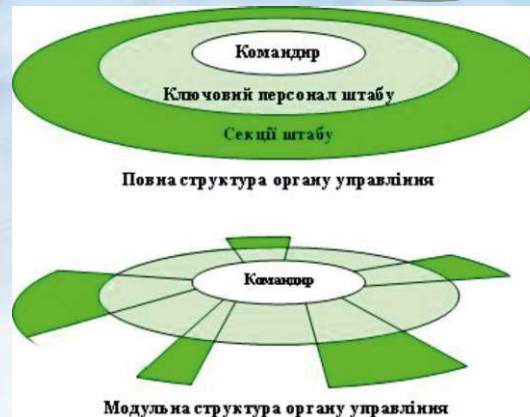 Командир
Ключовий персонал штабу
Секції штабу
Повна структура органу управління
Командир
Модульна структура органу управління